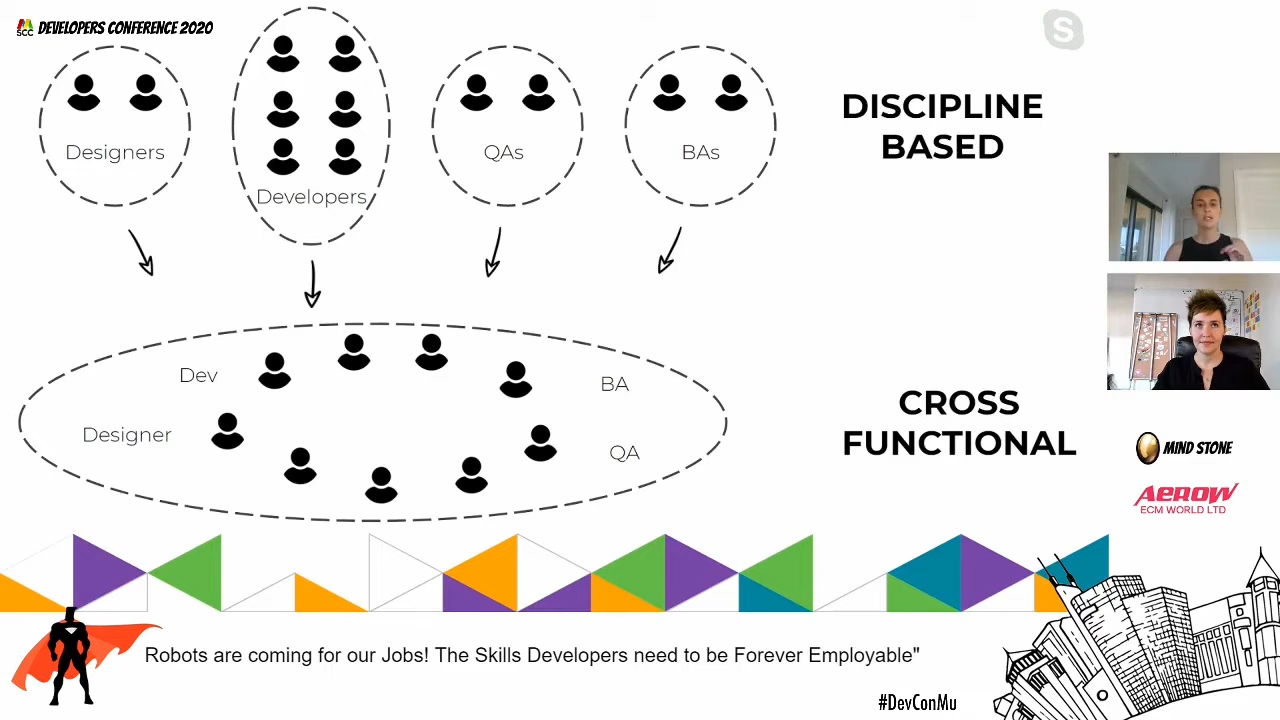 SCC DEVELOPERS CONFERENCE 2020
S
Designers
Developers
QAs
BAs
DISCIPLINE
BASED
Dev
BA
Designer
QA
CROSS
FUNCTIONAL
MIND STONE
AEROW
ECM WORLD LTD
Robots are coming for our Jobs! The Skills Developers need to be Forever Employable"
#DevConMu